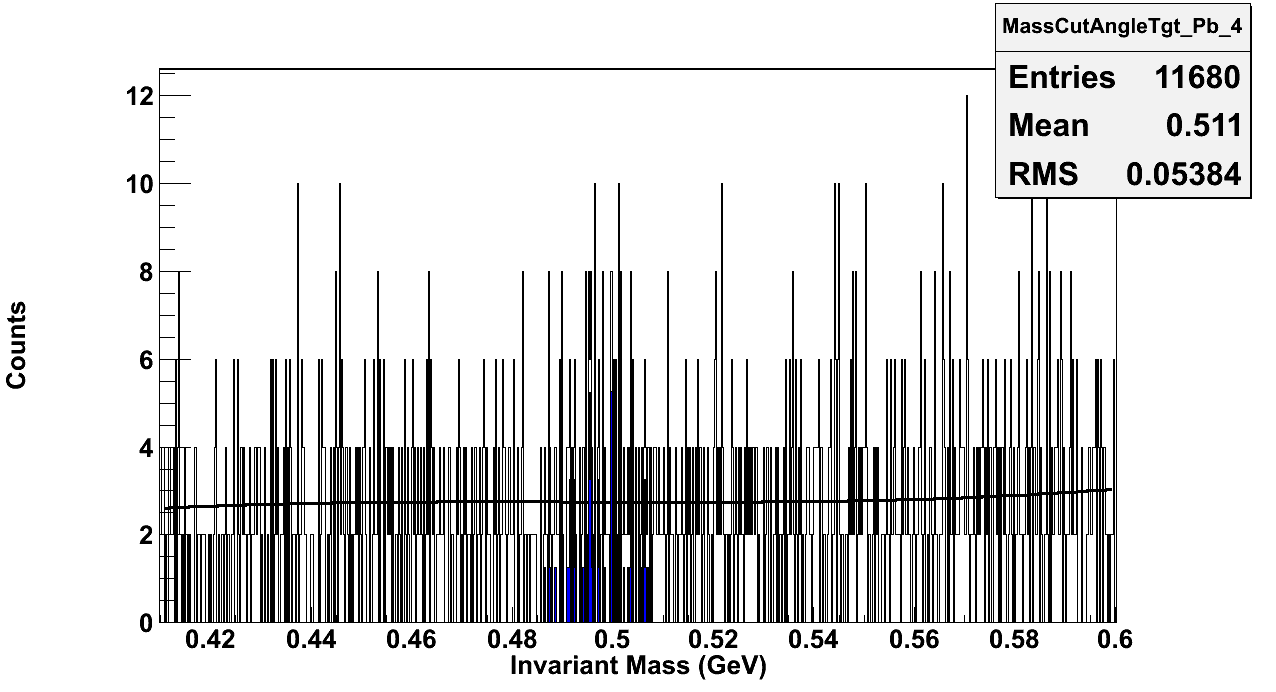 MassCutAngleTgt_Pb_4
Entries 11680
Mean 0.511
RMS 0.05384
Counts
12
10
8
6
4
2
0
0.42 0.44 0.46 0.48 0.5 0.52 0.54 0.56 0.58 0.6
Invariant Mass (GeV)